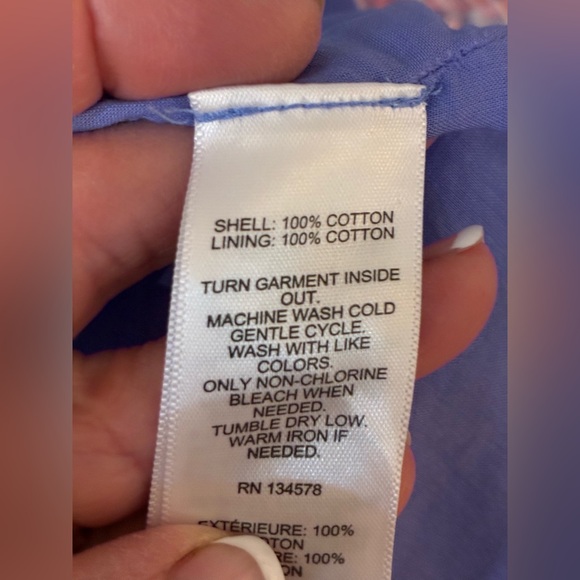 SHELL: 100% COTTON
LINING: 100% COTTON
TURN GARMENT INSIDE
OUT.
MACHINE WASH COLD
GENTLE CYCLE.
WASH WITH LIKE
COLORS.
ONLY NON-CHLORINE
BLEACH WHEN
NEEDED.
TUMBLE DRY LOW.
WARM IRON IF
NEEDED.
RN 134578
EXTÉRIEURE: 100%